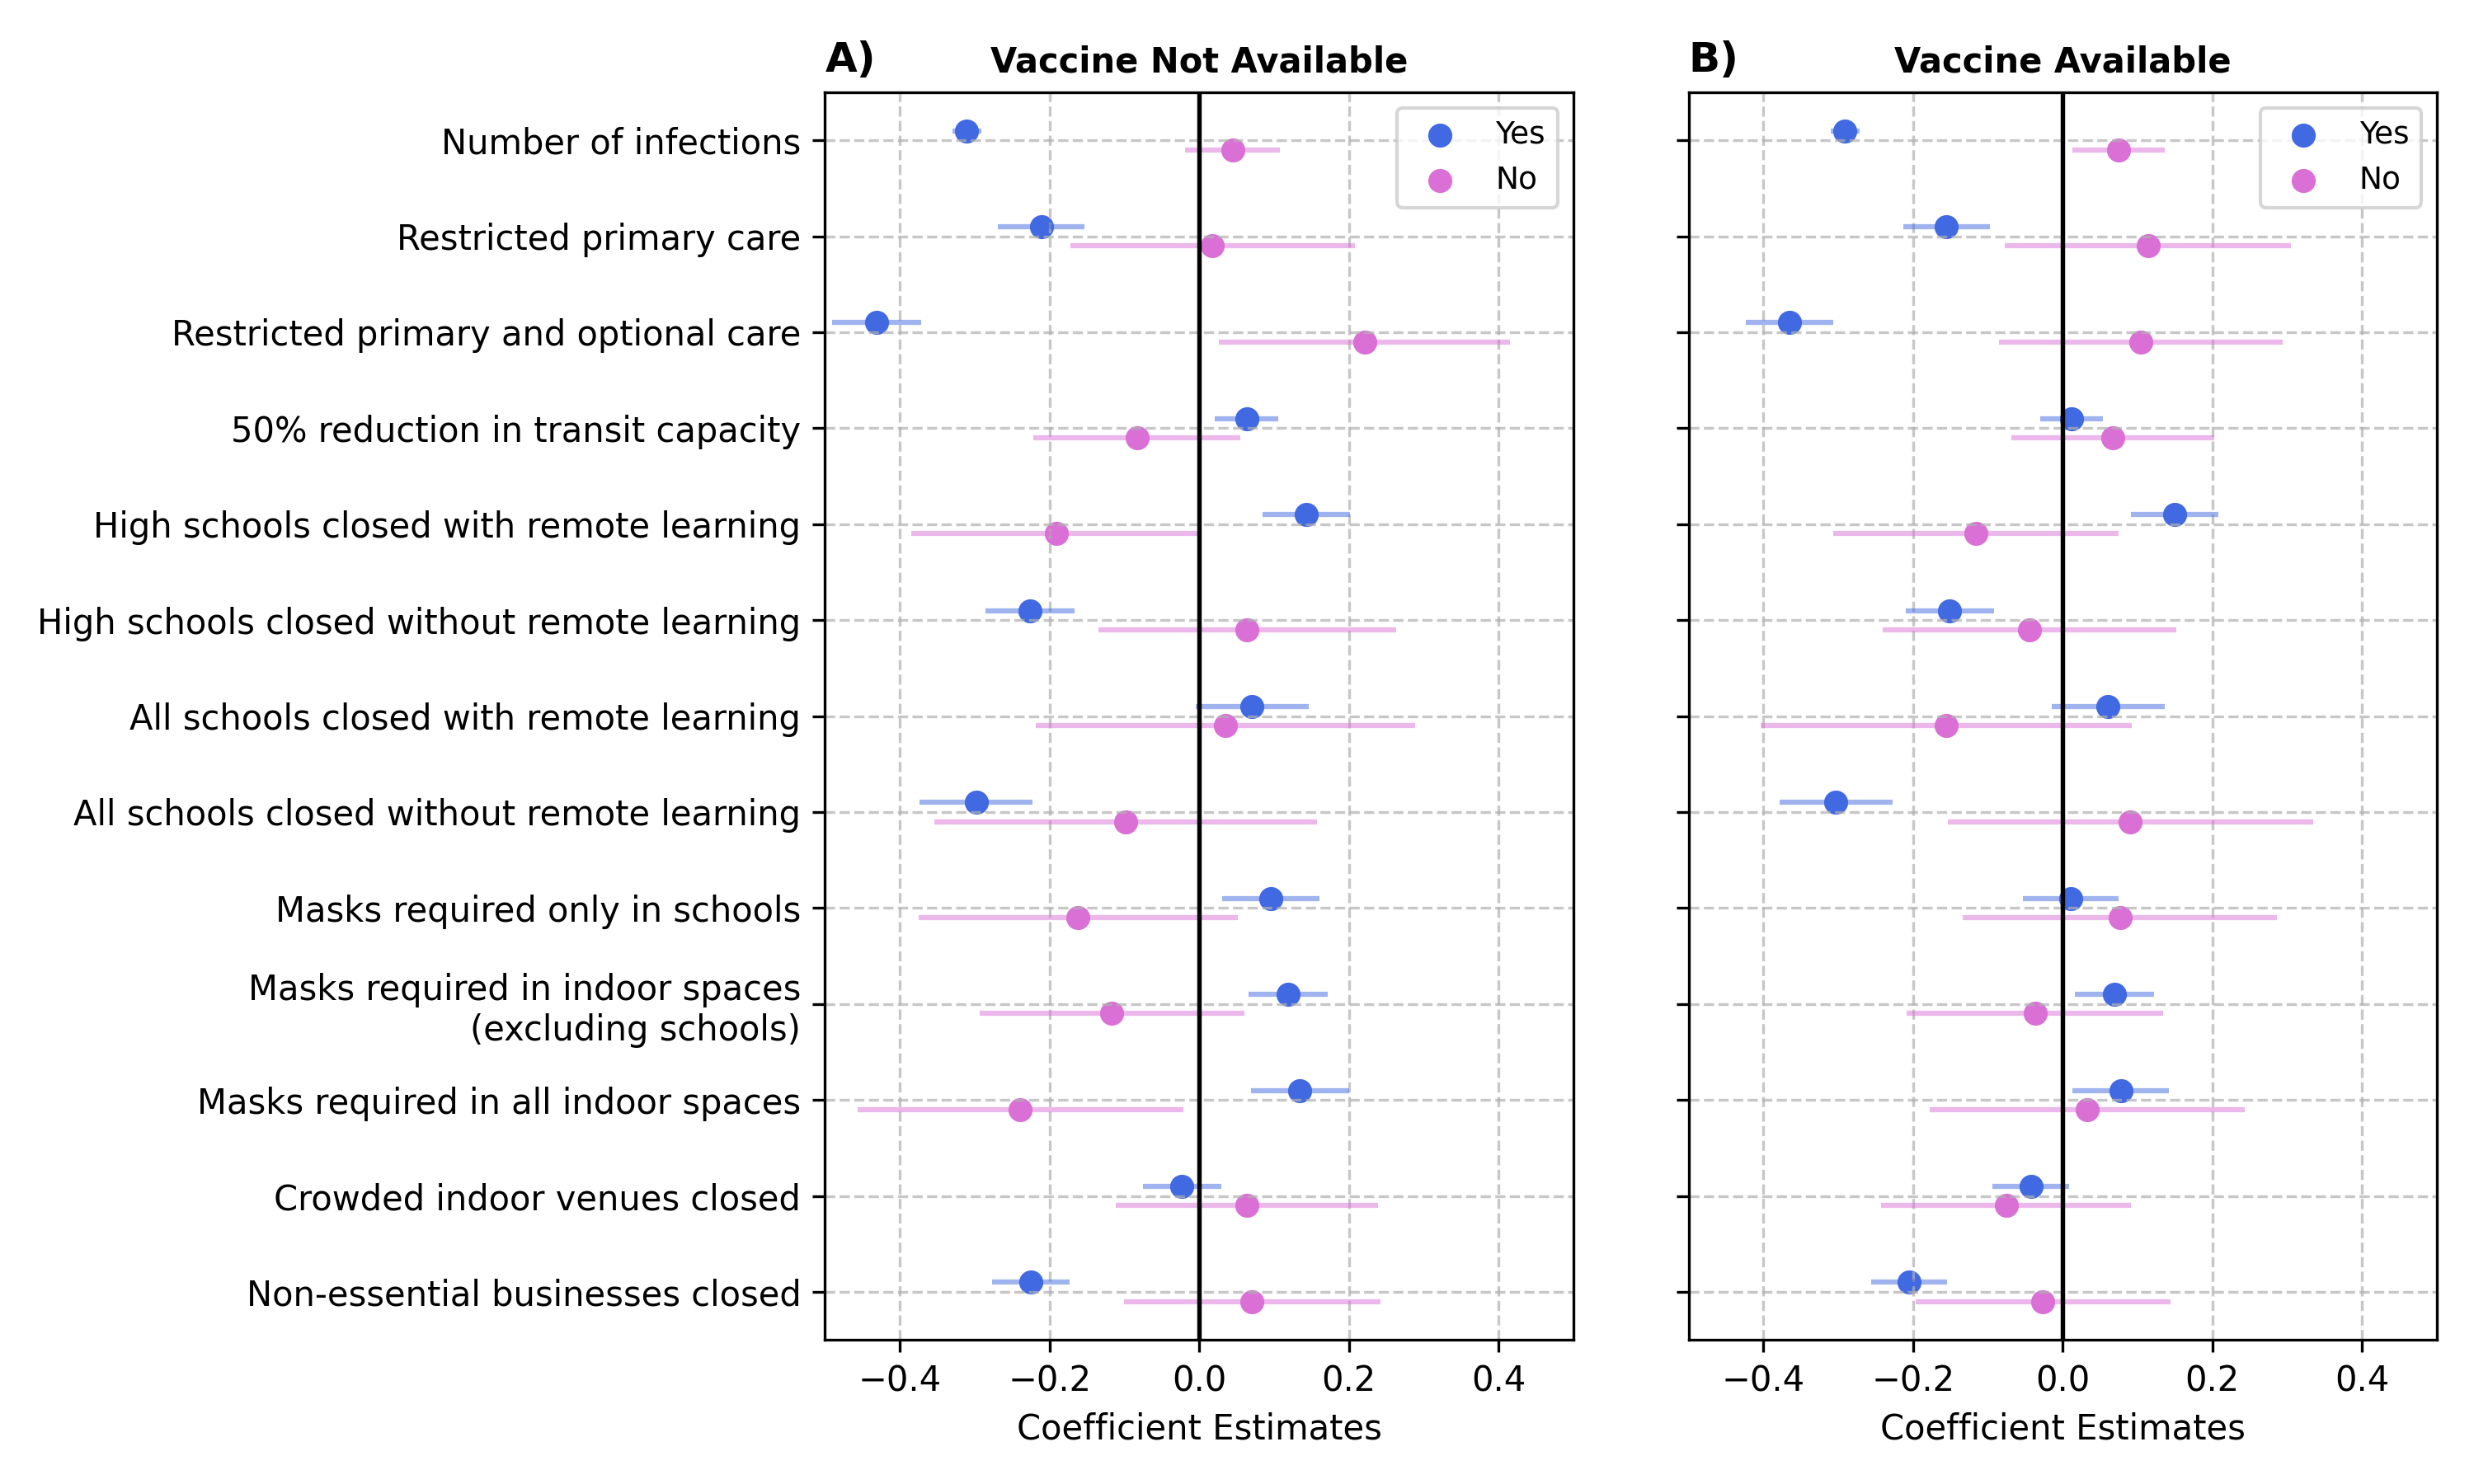 A) Vaccine Not Available
B) Vaccine Available
Yes
No
Yes
No
Number of infections
Restricted primary care
Restricted primary and optional care
50% reduction in transit capacity
High schools closed with remote learning
High schools closed without remote learning
All schools closed with remote learning
All schools closed without remote learning
Masks required only in schools
Masks required in indoor spaces
(excluding schools)
Masks required in all indoor spaces
Crowded indoor venues closed
Non-essential businesses closed
−0.4 −0.2 0.0 0.2 0.4
−0.4 −0.2 0.0 0.2 0.4
Coefficient Estimates
Coefficient Estimates